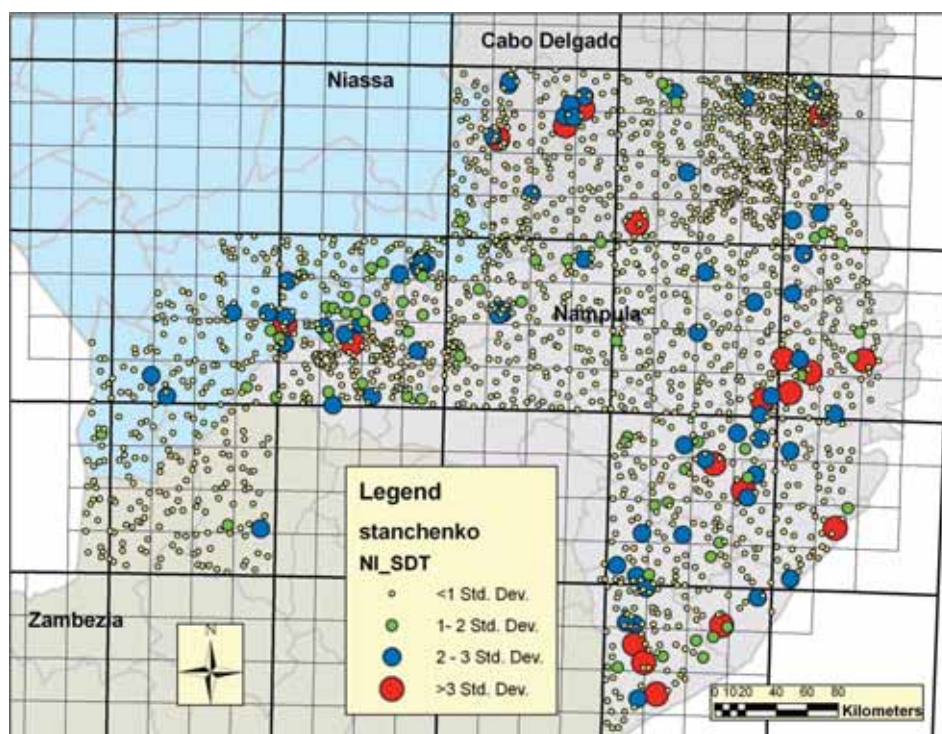 Cabo Delgado
Niassa
Nampula
Zambezia
N
Legend
stanchenko
NI_SDT
<1 Std. Dev.
1- 2 Std. Dev.
2 - 3 Std. Dev.
>3 Std. Dev.
0 10 20 40 60 80
Kilometers